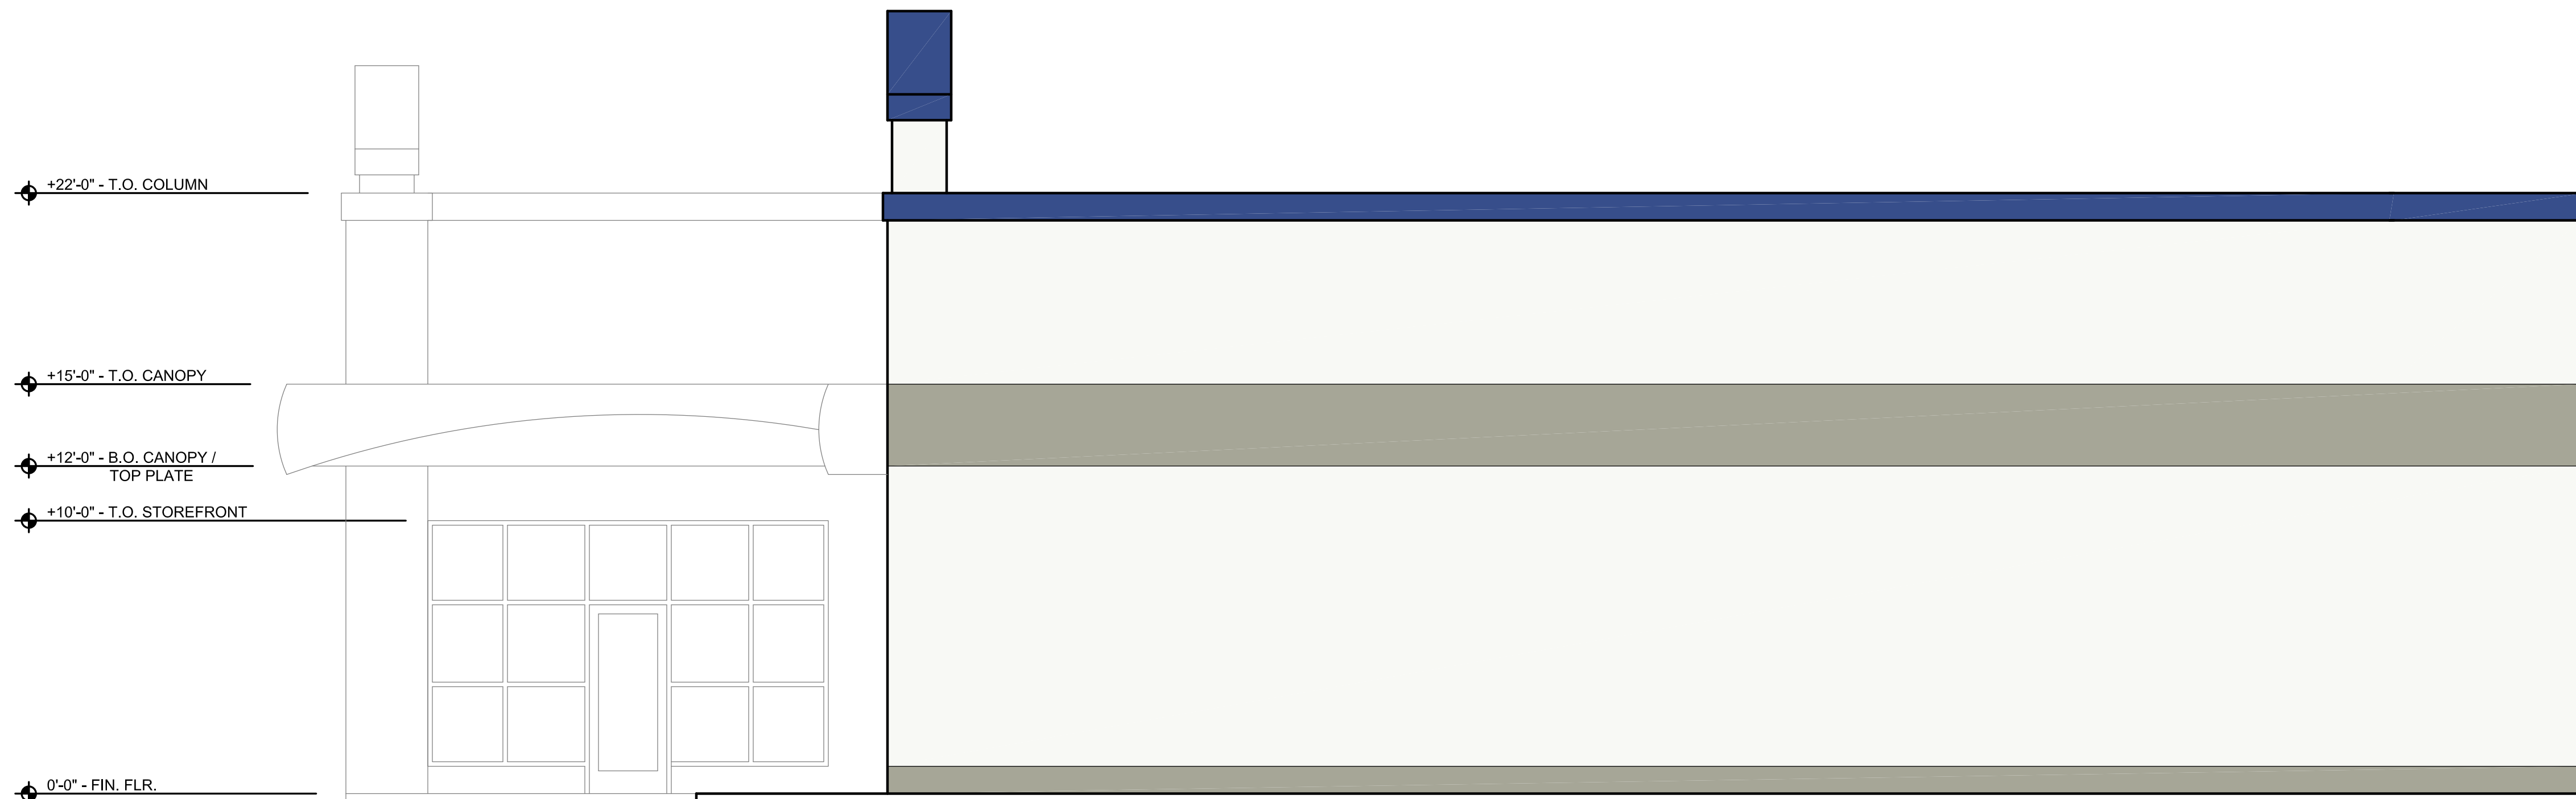 +22'-0" - T.O. COLUMN
+15'-0" - T.O. CANOPY
+12'-0" - B.O. CANOPY /
TOP PLATE
+10'-0" - T.O. STOREFRONT
0'-0" - FIN. FLR.